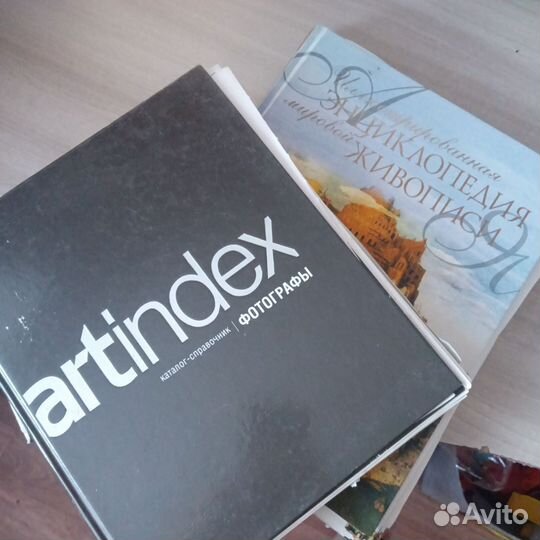 artindex
каталог-справочник | ФОТОГРАФЫ
Иллюстрированная
ЭНЦИКЛОПЕДИЯ
мировой
ЖИВОПИСИ
А
Я
Avito